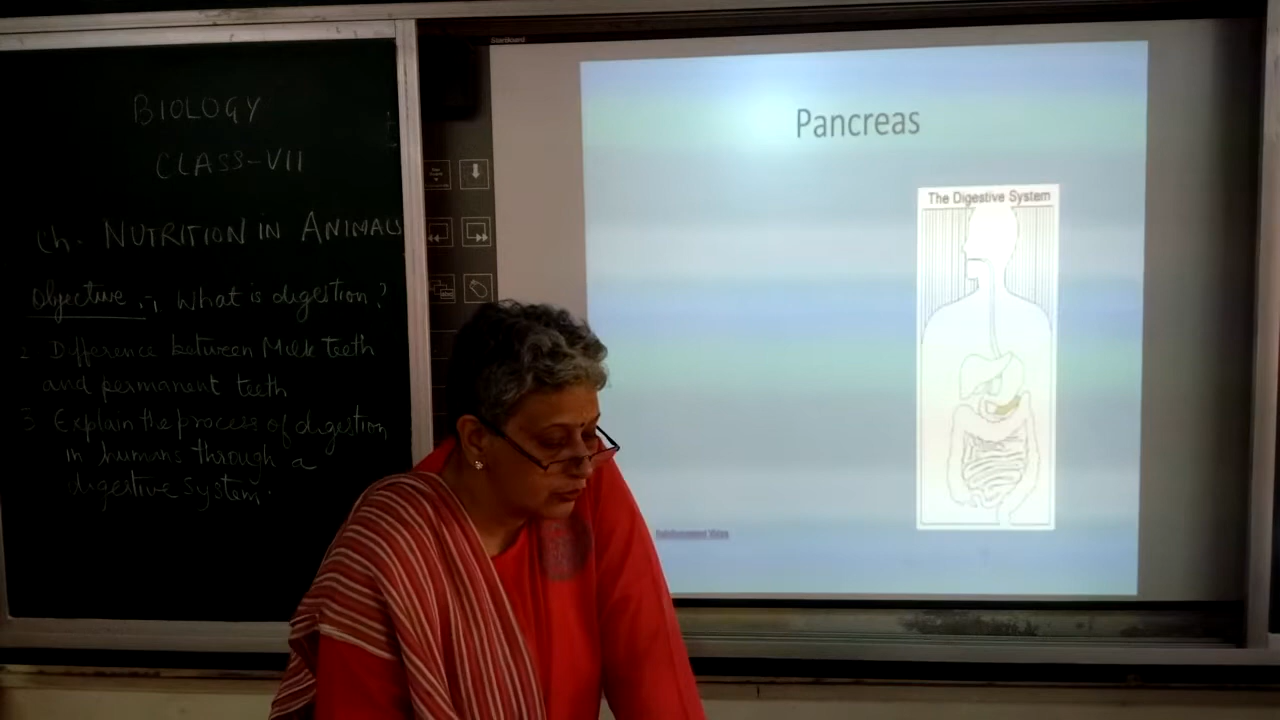 BIOLOGY
CLASS-VII
Ch. NUTRITION IN ANIMALS
Objective :-1. What is digestion?
2. Difference between Milk teeth
and permanent teeth
3. Explain the process of digestion
in humans through a
digestive system.
SMARTBoard
Pancreas
The Digestive System